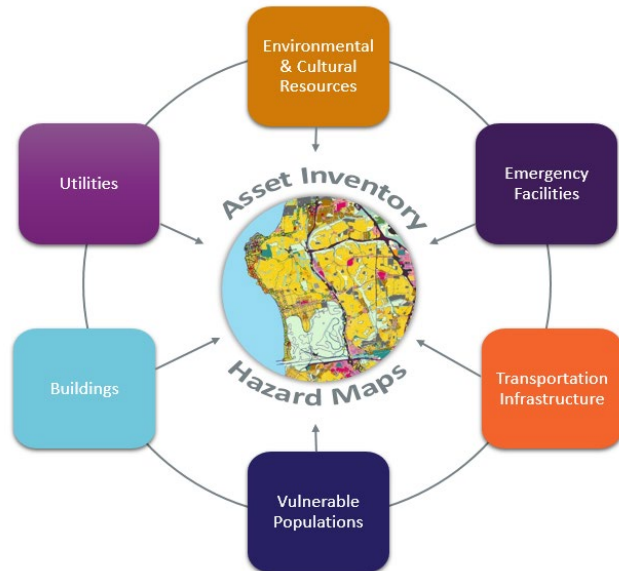 Environmental
& Cultural
Resources
Utilities
Emergency
Facilities
Asset Inventory
Hazard Maps
Buildings
Transportation
Infrastructure
Vulnerable
Populations